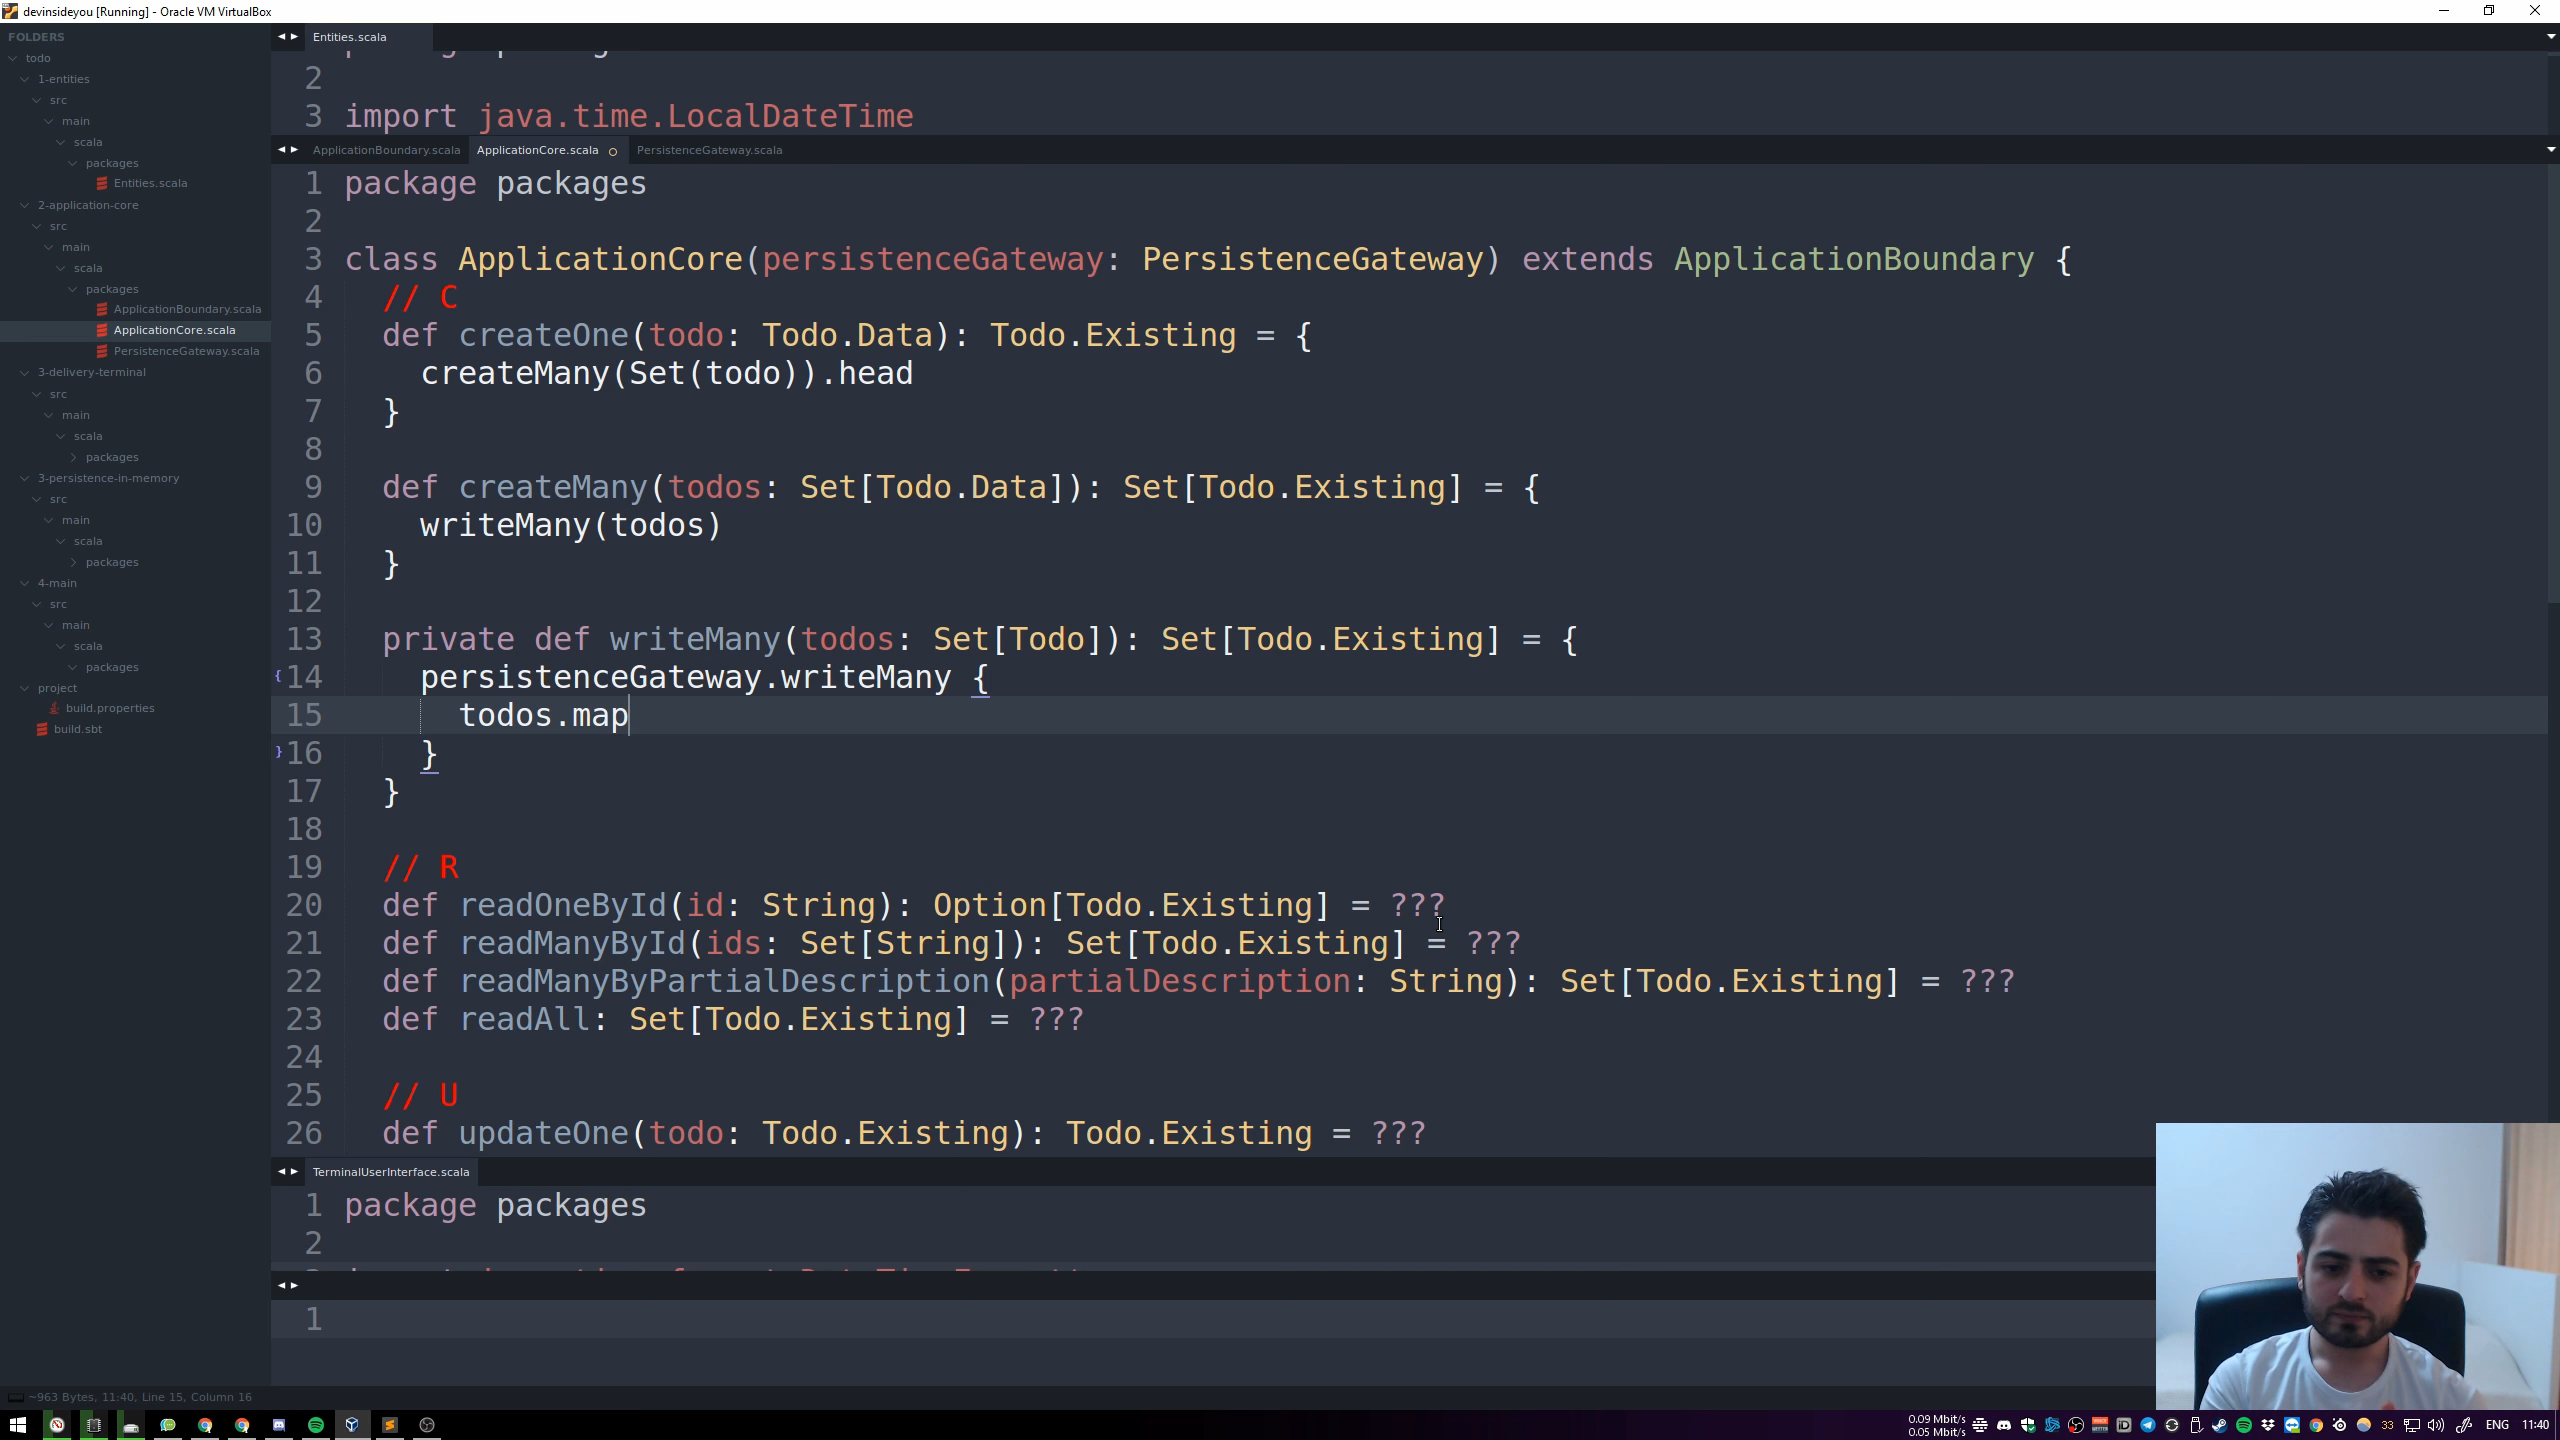 devinsideyou [Running] - Oracle VM VirtualBox
FOLDERS
todo
1-entities
src
main
scala
packages
Entities.scala
2-application-core
src
main
scala
packages
ApplicationBoundary.scala
ApplicationCore.scala
PersistenceGateway.scala
3-delivery-terminal
src
main
scala
packages
3-persistence-in-memory
src
main
scala
packages
4-main
src
main
scala
packages
project
build.properties
build.sbt
Entities.scala
2
3 import java.time.LocalDateTime
ApplicationBoundary.scala ApplicationCore.scala PersistenceGateway.scala
1 package packages
2
3 class ApplicationCore(persistenceGateway: PersistenceGateway) extends ApplicationBoundary {
4 // C
5 def createOne(todo: Todo.Data): Todo.Existing = {
6 createMany(Set(todo)).head
7 }
8
9 def createMany(todos: Set[Todo.Data]): Set[Todo.Existing] = {
10 writeMany(todos)
11 }
12
13 private def writeMany(todos: Set[Todo]): Set[Todo.Existing] = {
{ 14 persistenceGateway.writeMany {
15 todos.map
} 16 }
17 }
18
19 // R
20 def readOneById(id: String): Option[Todo.Existing] = ???
21 def readManyById(ids: Set[String]): Set[Todo.Existing] = ???
22 def readManyByPartialDescription(partialDescription: String): Set[Todo.Existing] = ???
23 def readAll: Set[Todo.Existing] = ???
24
25 // U
26 def updateOne(todo: Todo.Existing): Todo.Existing = ???
TerminalUserInterface.scala
1 package packages
2
1
~963 Bytes, 11:40, Line 15, Column 16
0.09 Mbit/s
0.05 Mbit/s
33
ENG
11:40